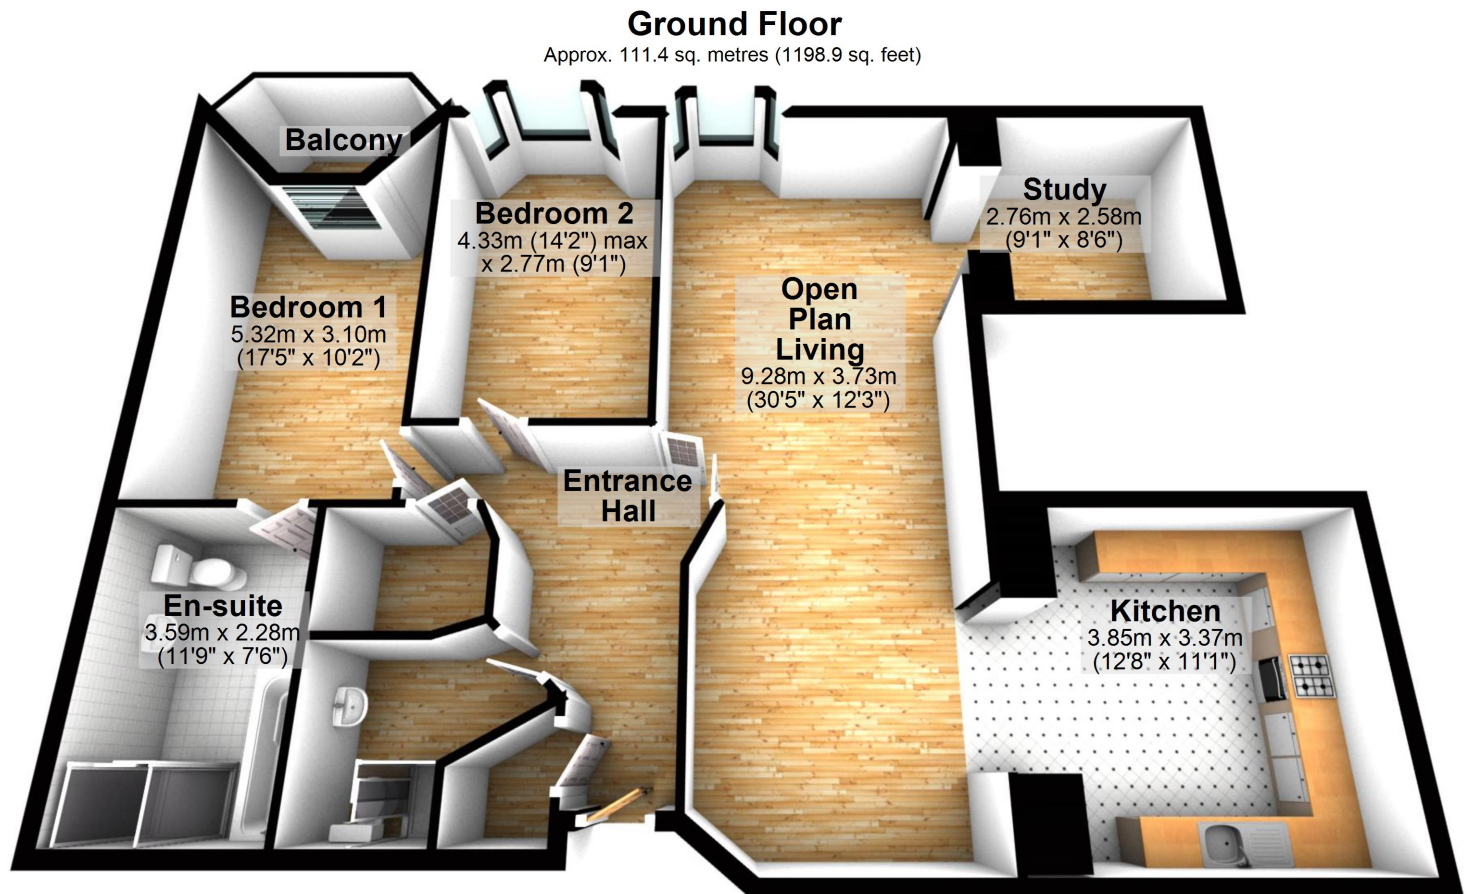 Ground Floor
Approx. 111.4 sq. metres (1198.9 sq. feet)
Balcony
Bedroom 2
4.33m (14'2") max
x 2.77m (9'1")
Study
2.76m x 2.58m
(9'1" x 8'6")
Bedroom 1
5.32m x 3.10m
(17'5" x 10'2")
Open
Plan
Living
9.28m x 3.73m
(30'5" x 12'3")
Entrance
Hall
En-suite
3.59m x 2.28m
(11'9" x 7'6")
Kitchen
3.85m x 3.37m
(12'8" x 11'1")